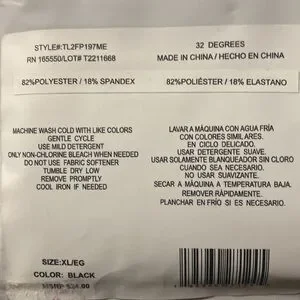 STYLE#:TL2FP197ME
RN 165550/LOT# T2211668
32 DEGREES
MADE IN CHINA / HECHO EN CHINA
82%POLYESTER / 18% SPANDEX
82%POLIÉSTER / 18% ELASTANO
MACHINE WASH COLD WITH LIKE COLORS
GENTLE CYCLE
USE MILD DETERGENT
ONLY NON-CHLORINE BLEACH WHEN NEEDED
DO NOT USE FABRIC SOFTENER
TUMBLE DRY LOW
REMOVE PROMPTLY
COOL IRON IF NEEDED
LAVAR A MÁQUINA CON AGUA FRÍA
CON COLORES SIMILARES.
EN CICLO DELICADO.
USAR DETERGENTE SUAVE.
USAR SOLAMENTE BLANQUEADOR SIN CLORO
CUANDO SEA NECESARIO.
NO USAR SUAVIZANTE.
SECAR A MÁQUINA A TEMPERATURA BAJA.
REMOVER RÁPIDAMENTE.
PLANCHAR EN FRÍO SI ES NECESARIO.
SIZE:XL/EG
COLOR: BLACK
MSRP $24.00